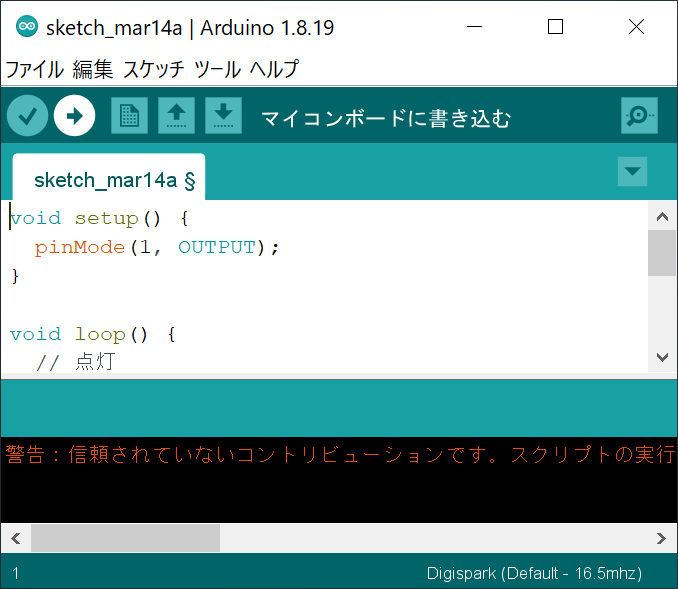 sketch_mar14a | Arduino 1.8.19
ファイル 編集 スケッチ ツール ヘルプ
マイコンボードに書き込む
sketch_mar14a §
void setup() {
  pinMode(1, OUTPUT);
}
void loop() {
  // 点灯
警告：信頼されていないコントリビューションです。スクリプトの実行
1
Digispark (Default - 16.5mhz)